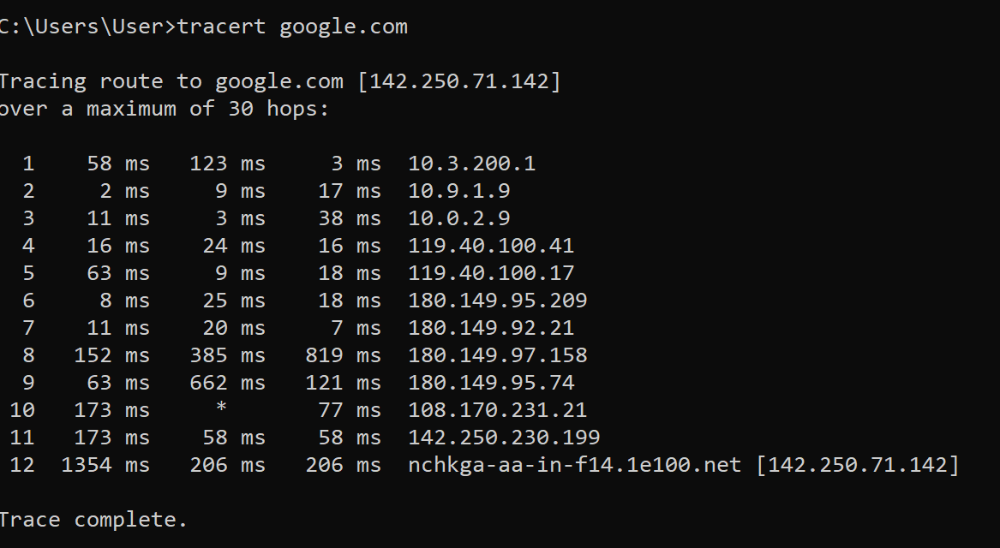 C:\Users\User>tracert google.com
Tracing route to google.com [142.250.71.142]
over a maximum of 30 hops:
1 58 ms 123 ms 3 ms 10.3.200.1
2 2 ms 9 ms 17 ms 10.9.1.9
3 11 ms 3 ms 38 ms 10.0.2.9
4 16 ms 24 ms 16 ms 119.40.100.41
5 63 ms 9 ms 18 ms 119.40.100.17
6 8 ms 25 ms 18 ms 180.149.95.209
7 11 ms 20 ms 7 ms 180.149.92.21
8 152 ms 385 ms 819 ms 180.149.97.158
9 63 ms 662 ms 121 ms 180.149.95.74
10 173 ms * 77 ms 108.170.231.21
11 173 ms 58 ms 58 ms 142.250.230.199
12 1354 ms 206 ms 206 ms nchkga-aa-in-f14.1e100.net [142.250.71.142]
Trace complete.